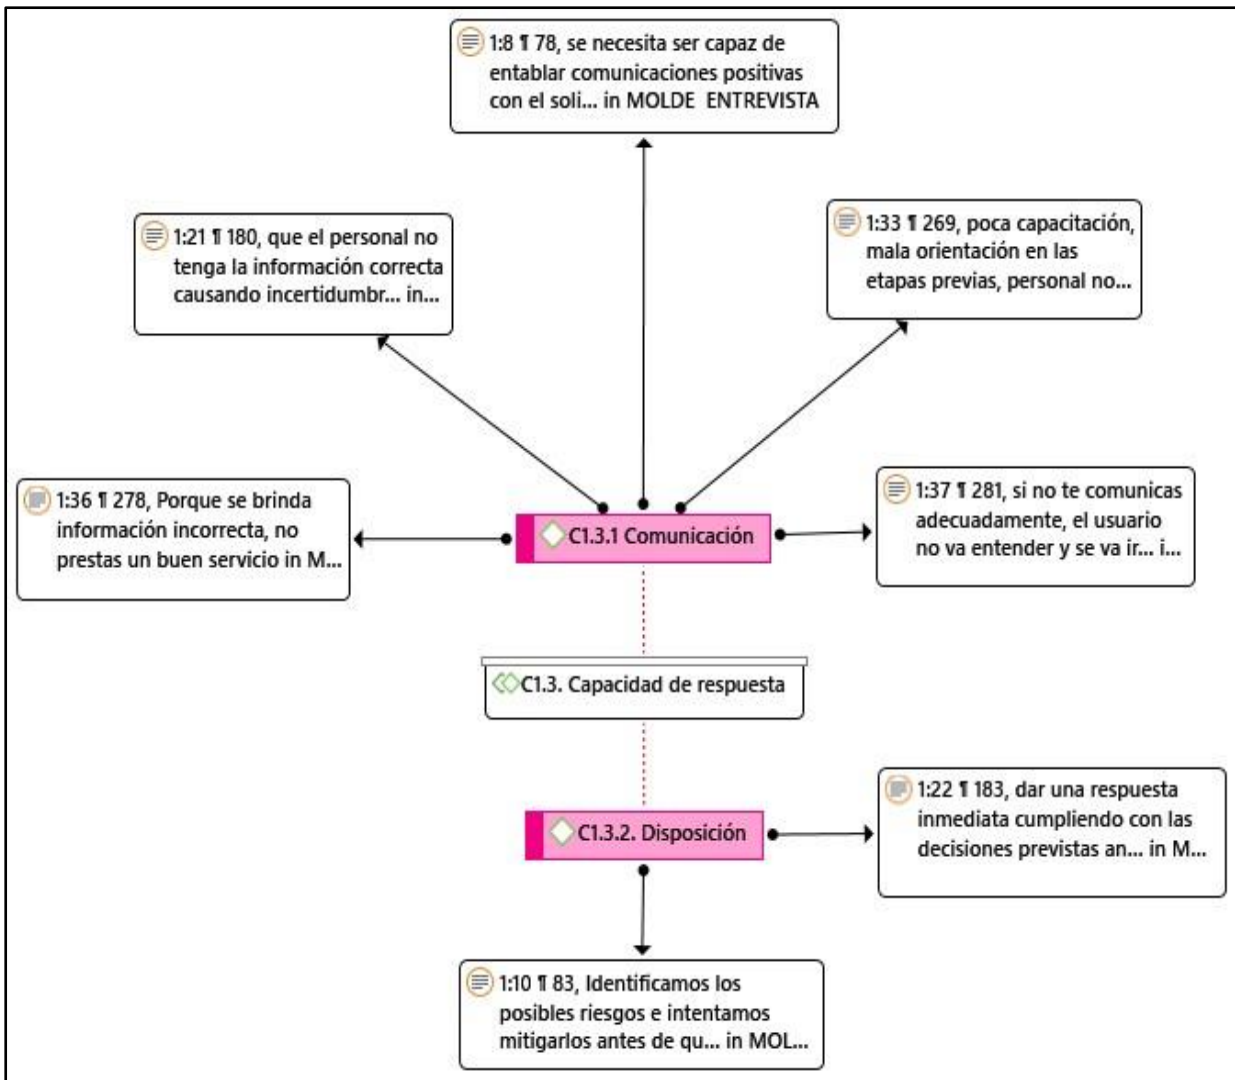 1:8 ¶ 78, se necesita ser capaz de
entablar comunicaciones positivas
con el soli... in MOLDE ENTREVISTA
1:21 ¶ 180, que el personal no
tenga la información correcta
causando incertidumbr... in...
1:33 ¶ 269, poca capacitación,
mala orientación en las
etapas previas, personal no...
1:36 ¶ 278, Porque se brinda
información incorrecta, no
prestas un buen servicio in M...
C1.3.1 Comunicación
1:37 ¶ 281, si no te comunicas
adecuadamente, el usuario
no va entender y se va ir... i...
C1.3. Capacidad de respuesta
C1.3.2. Disposición
1:22 ¶ 183, dar una respuesta
inmediata cumpliendo con las
decisiones previstas an... in M...
1:10 ¶ 83, Identificamos los
posibles riesgos e intentamos
mitigarlos antes de qu... in MOL...